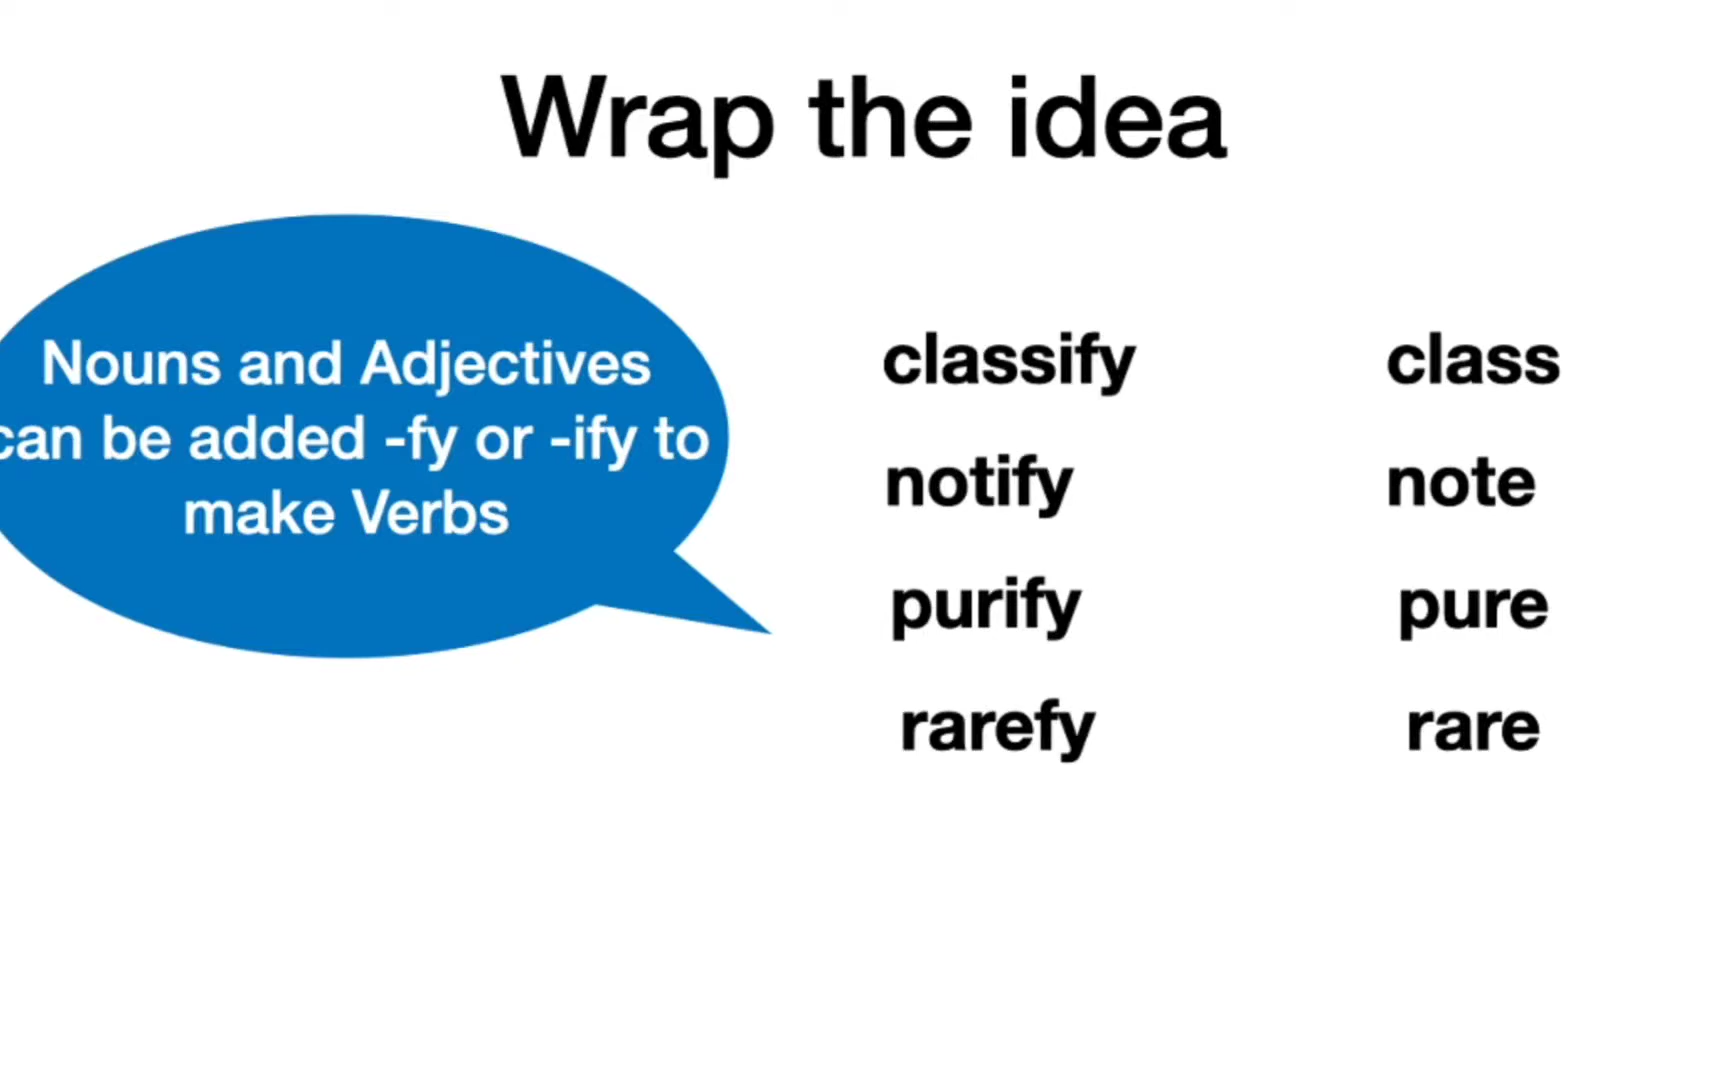 Wrap the idea
Nouns and Adjectives
can be added -fy or -ify to
make Verbs
classify class
notify note
purify pure
rarefy rare